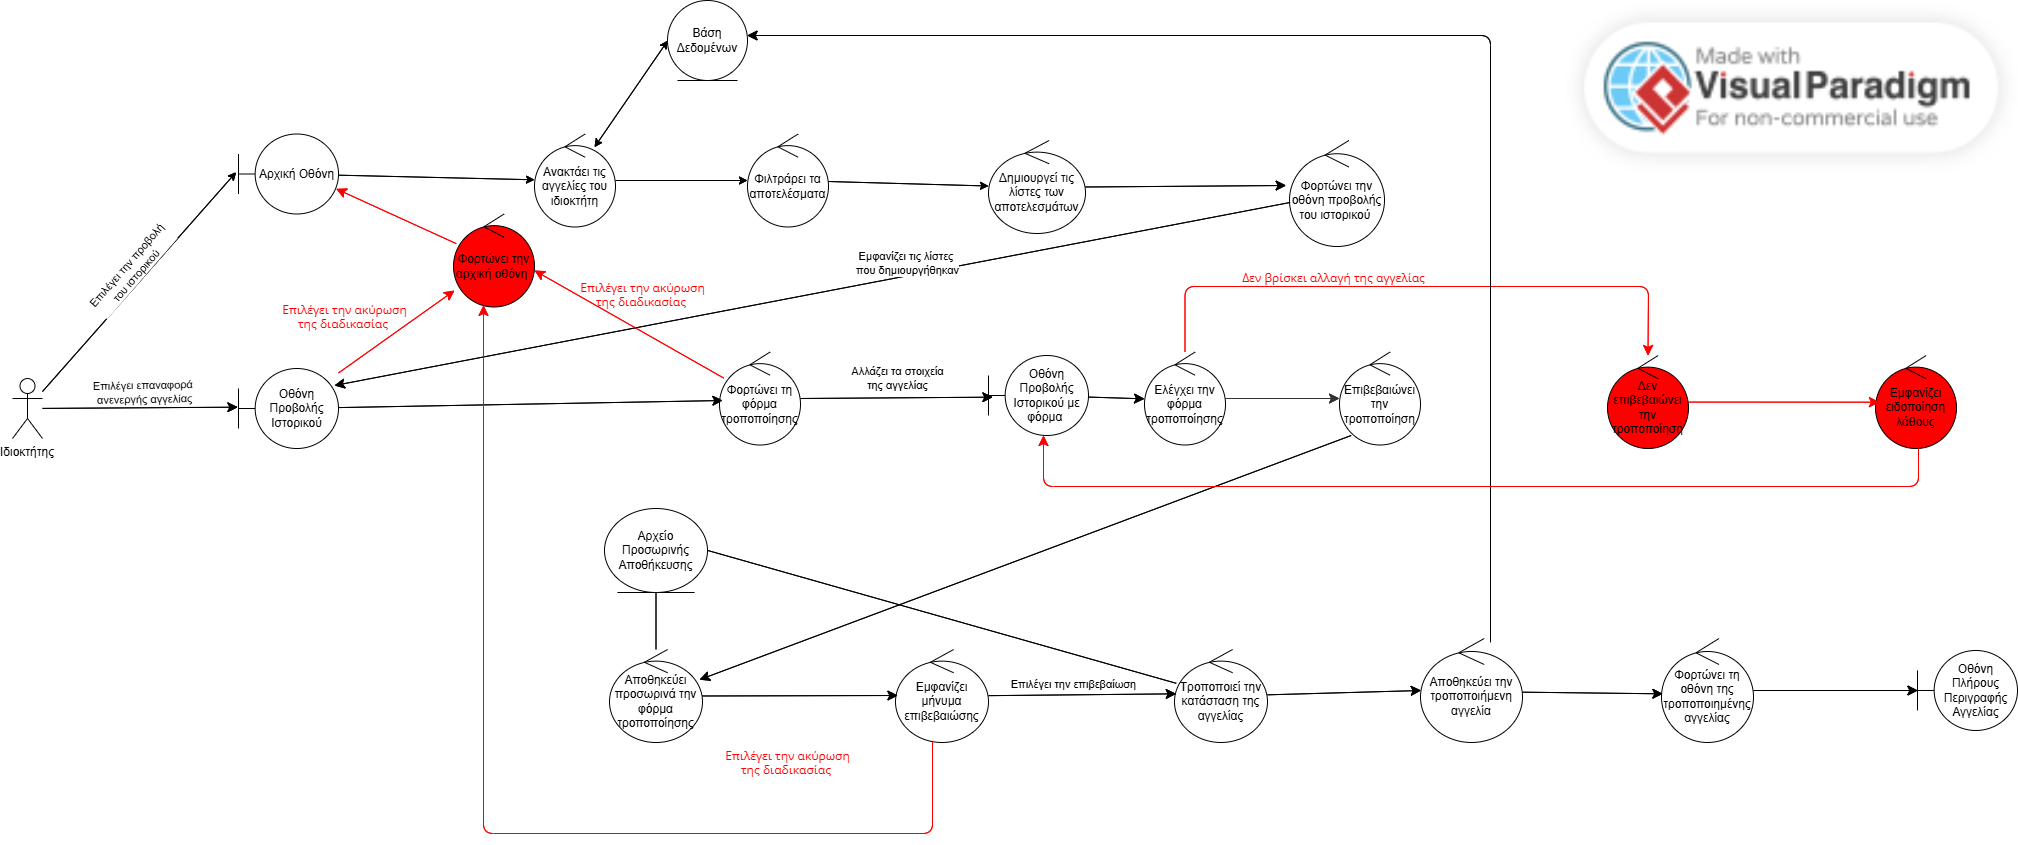 Βάση
Δεδομένων
Made with
Visual Paradigm
For non-commercial use
Αρχική Οθόνη
Ανακτάει τις
αγγελίες του
ιδιοκτήτη
Φιλτράρει τα
αποτελέσματα
Δημιουργεί τις
λίστες των
αποτελεσμάτων
Φορτώνει την
οθόνη προβολής
του ιστορικού
Επιλέγει την προβολή
του ιστορικού
Φορτώνει την
αρχική οθόνη
Εμφανίζει τις λίστες
που δημιουργήθηκαν
Επιλέγει την ακύρωση
της διαδικασίας
Επιλέγει την ακύρωση
της διαδικασίας
Δεν βρίσκει αλλαγή της αγγελίας
Ιδιοκτήτης
Επιλέγει επαναφορά
ανενεργής αγγελίας
Οθόνη
Προβολής
Ιστορικού
Φορτώνει τη
φόρμα
τροποποίησης
Αλλάζει τα στοιχεία
της αγγελίας
Οθόνη
Προβολής
Ιστορικού με
φόρμα
Ελέγχει την
φόρμα
τροποποίησης
Επιβεβαιώνει
την
τροποποίηση
Δεν
επιβεβαιώνει
την
τροποποίηση
Εμφανίζει
ειδοποίηση
λάθους
Αρχείο
Προσωρινής
Αποθήκευσης
Αποθηκεύει
προσωρινά την
φόρμα
τροποποίησης
Εμφανίζει
μήνυμα
επιβεβαιώσης
Επιλέγει την επιβεβαίωση
Τροποποιεί την
κατάσταση της
αγγελίας
Αποθηκεύει την
τροποποιήμενη
αγγελία
Φορτώνει τη
οθόνη της
τροποποιημένης
αγγελίας
Οθόνη
Πλήρους
Περιγραφής
Αγγελίας
Επιλέγει την ακύρωση
της διαδικασίας